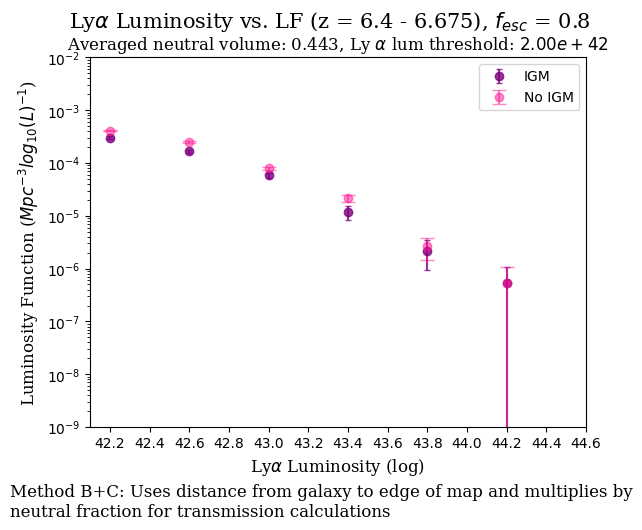 Lyα Luminosity vs. LF (z = 6.4 - 6.675), f_esc = 0.8
Averaged neutral volume: 0.443, Ly α lum threshold: 2.00e + 42
IGM
No IGM
Luminosity Function (Mpc⁻³log₁₀(L)⁻¹)
10⁻²
10⁻³
10⁻⁴
10⁻⁵
10⁻⁶
10⁻⁷
10⁻⁸
10⁻⁹
42.2 42.4 42.6 42.8 43.0 43.2 43.4 43.6 43.8 44.0 44.2 44.4 44.6
Lyα Luminosity (log)
Method B+C: Uses distance from galaxy to edge of map and multiplies by
neutral fraction for transmission calculations